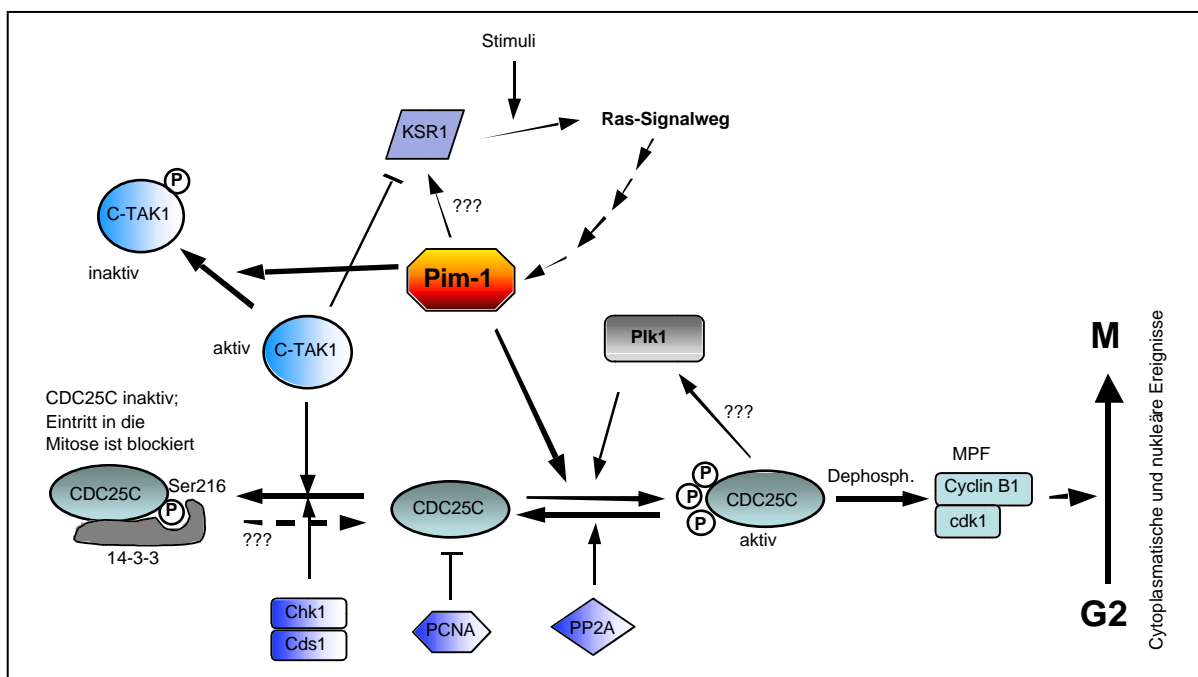 Stimuli
KSR1
Ras-Signalweg
P
C-TAK1
???
inaktiv
Pim-1
Plk1
aktiv
C-TAK1
M
CDC25C inaktiv;
Eintritt in die
Mitose ist blockiert
???
MPF
CDC25C
Ser216
P
P
P
P
CDC25C
CDC25C
Dephosph.
Cyclin B1
cdk1
aktiv
14-3-3
???
Chk1
Cds1
PCNA
PP2A
G2
Cytoplasmatische und nukleäre Ereignisse